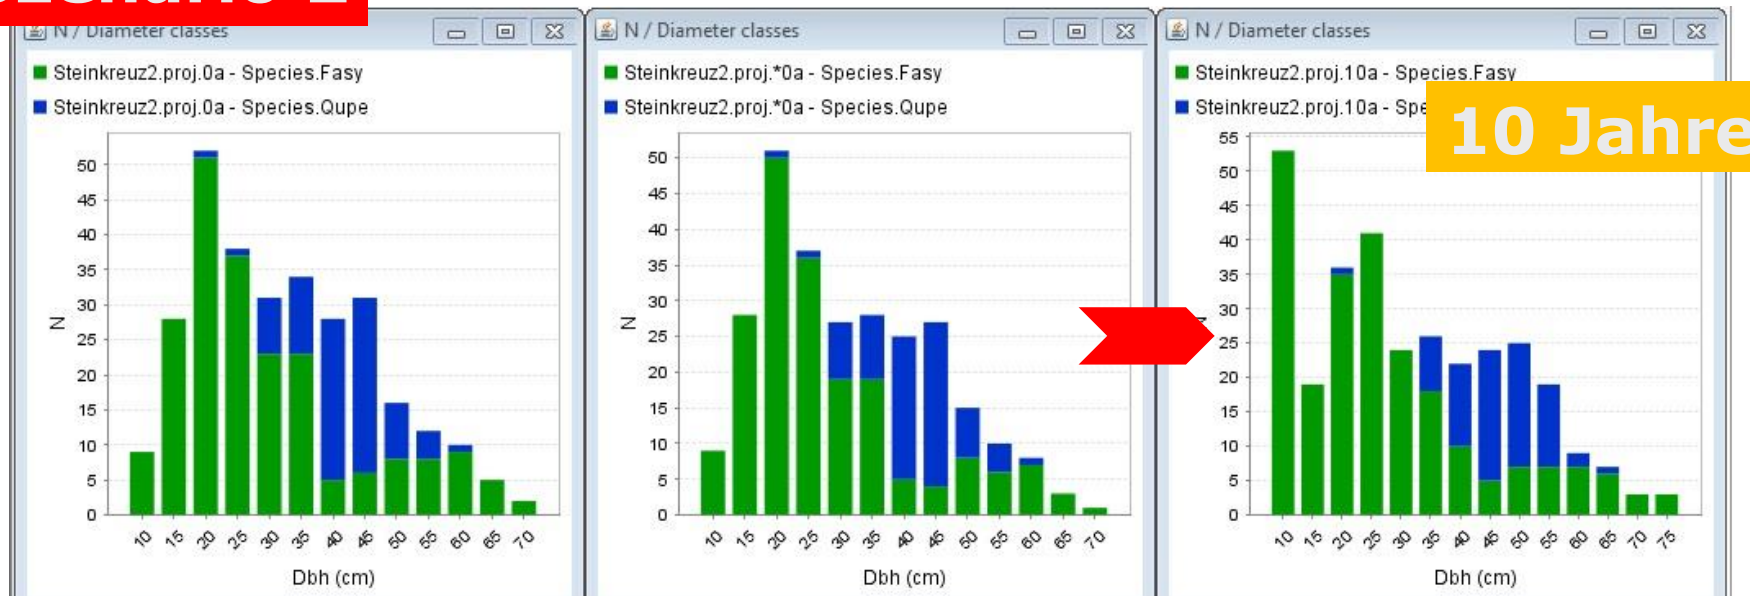 N / Diameter classes
Steinkreuz2.proj.0a - Species.Fasy
Steinkreuz2.proj.0a - Species.Qupe
50
45
40
35
30
25
20
15
10
5
0
N
10 15 20 25 30 35 40 45 50 55 60 65 70
Dbh (cm)
N / Diameter classes
Steinkreuz2.proj.*0a - Species.Fasy
Steinkreuz2.proj.*0a - Species.Qupe
50
45
40
35
30
25
20
15
10
5
0
N
10 15 20 25 30 35 40 45 50 55 60 65 70
Dbh (cm)
N / Diameter classes
Steinkreuz2.proj.10a - Species.Fasy
Steinkreuz2.proj.10a - Spe
10 Jahre
55
50
45
40
35
30
25
20
15
10
5
0
10 15 20 25 30 35 40 45 50 55 60 65 70 75
Dbh (cm)